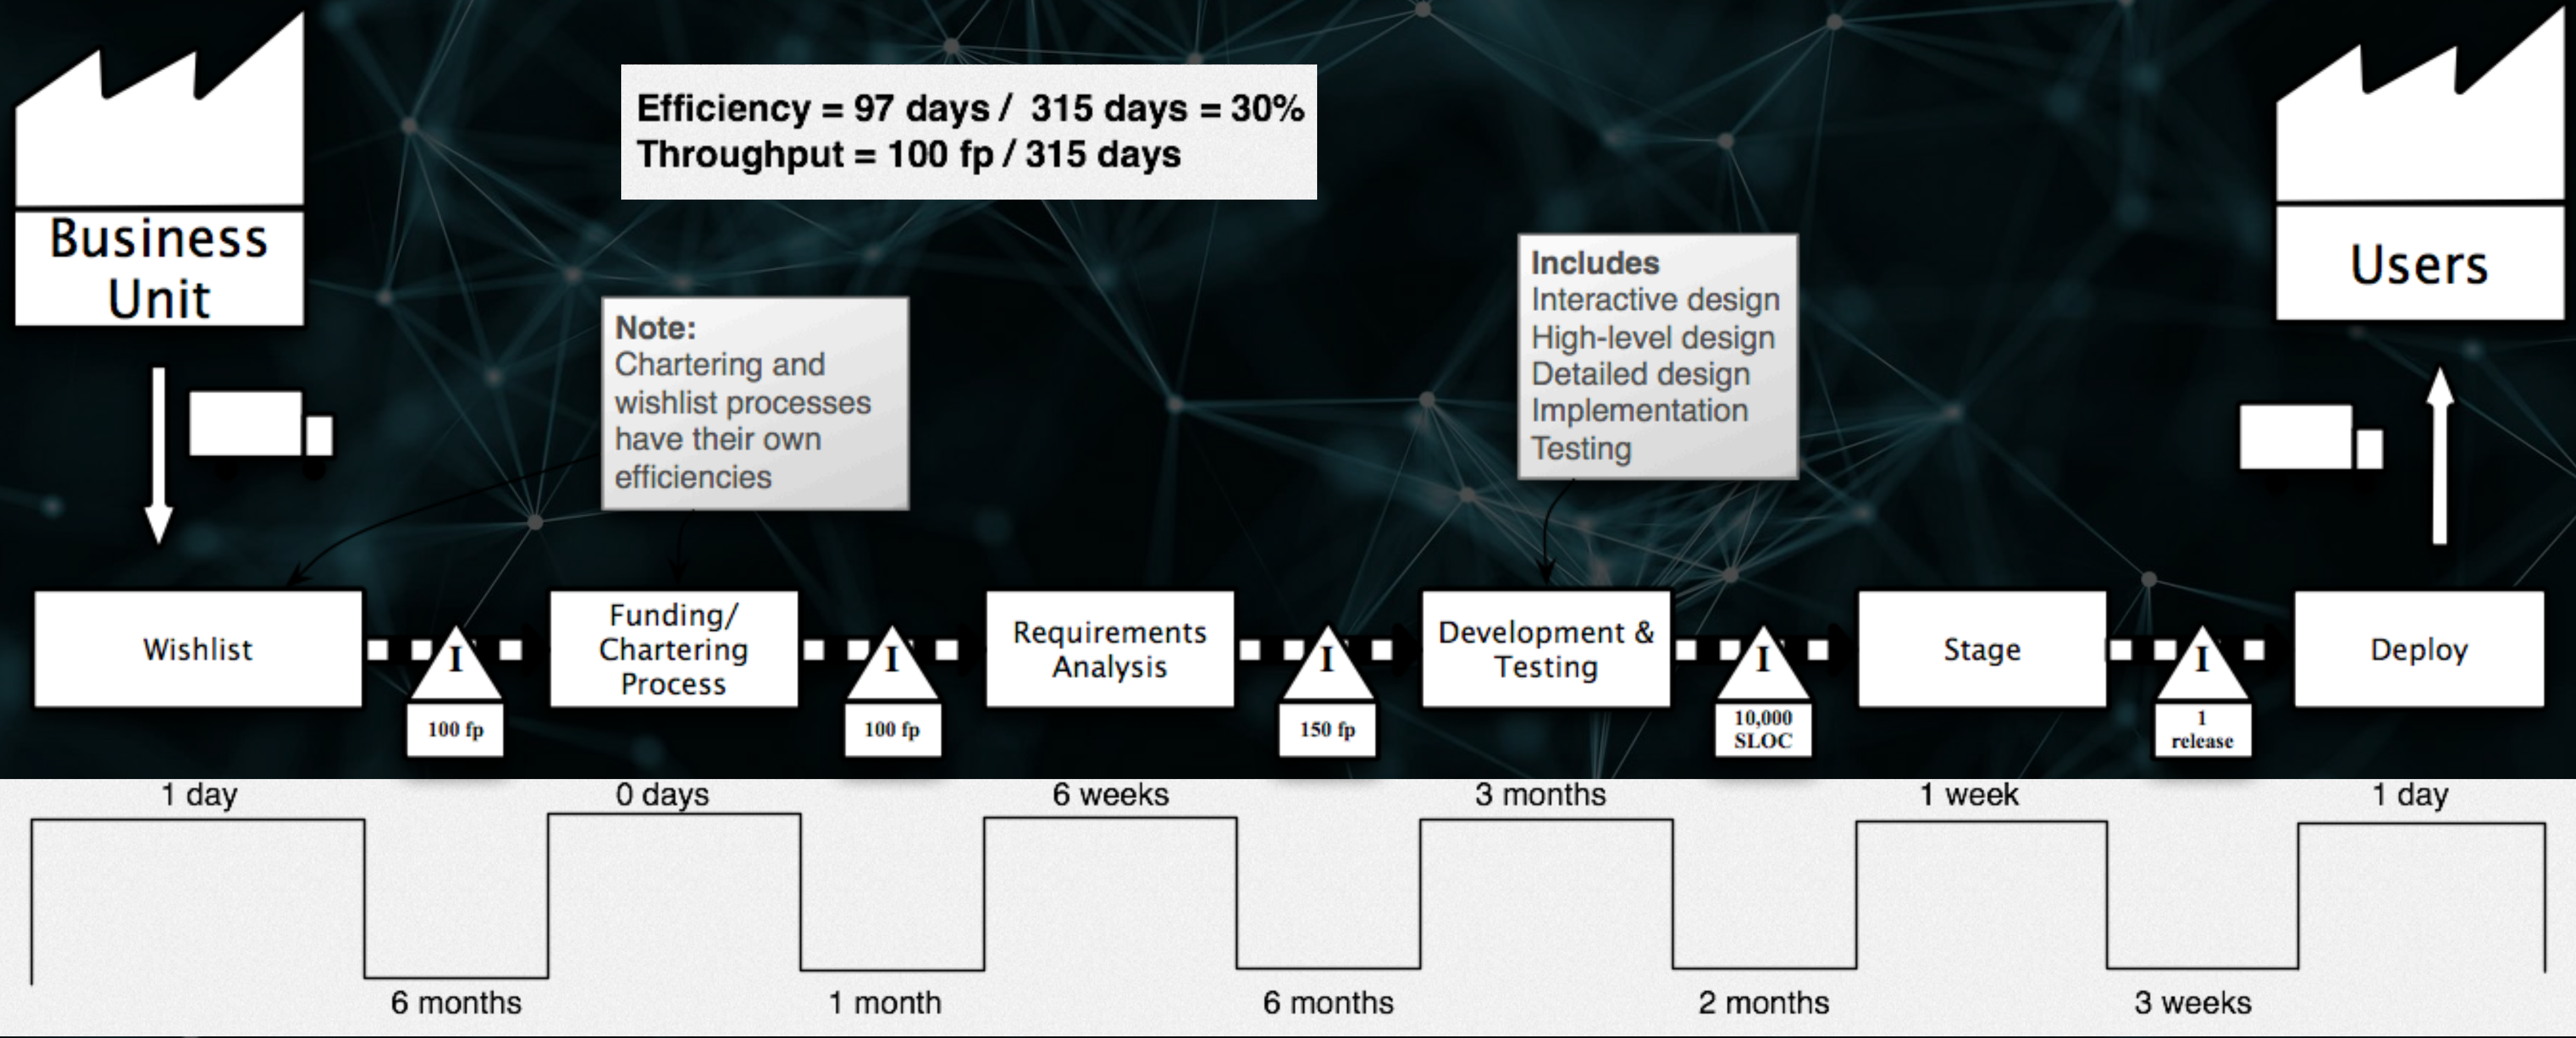 Efficiency = 97 days / 315 days = 30%
Throughput = 100 fp / 315 days
Business
Unit
Users
Note:
Chartering and
wishlist processes
have their own
efficiencies
Includes
Interactive design
High-level design
Detailed design
Implementation
Testing
Wishlist
I
100 fp
Funding/
Chartering
Process
I
100 fp
Requirements
Analysis
I
150 fp
Development &
Testing
I
10,000
SLOC
Stage
I
1
release
Deploy
1 day
0 days
6 weeks
3 months
1 week
1 day
6 months
1 month
6 months
2 months
3 weeks